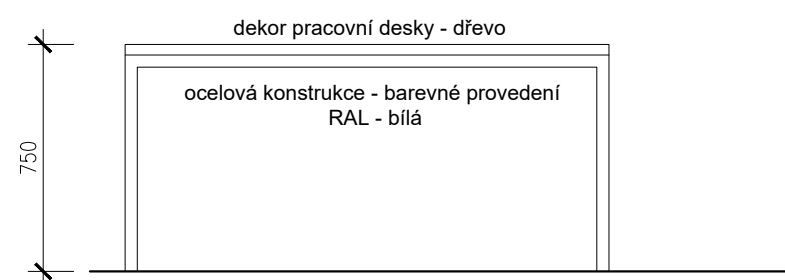 dekor pracovní desky - dřevo
ocelová konstrukce - barevné provedení
RAL - bílá
750